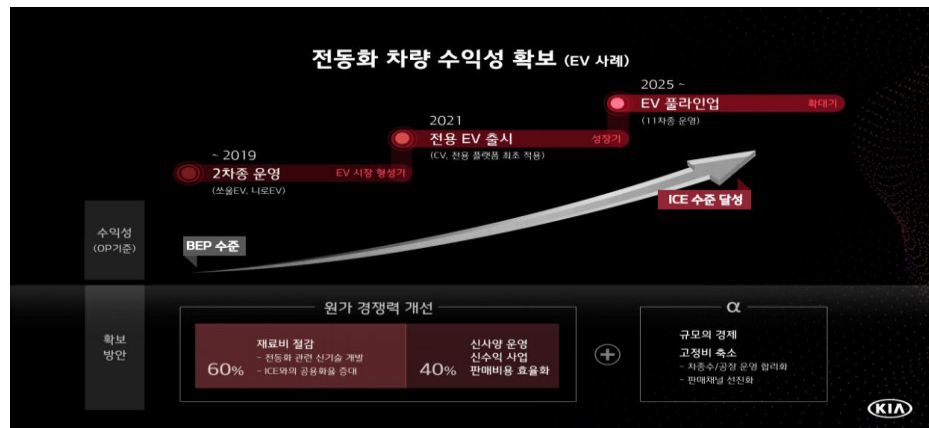 전동화 차량 수익성 확보 (EV 사례)
2025 ~
EV 풀라인업 확대기
(11차종 운영)
2021
전용 EV 출시 성장기
(CV, 전용 플랫폼 최초 적용)
~ 2019
2차종 운영 EV 시장 형성기
(쏘울EV, 니로EV)
ICE 수준 달성
수익성
(OP기준)
BEP 수준
확보
방안
원가 경쟁력 개선
60%
재료비 절감
- 전동화 관련 신기술 개발
- ICE와의 공용화율 증대
40%
신사양 운영
신수익 사업
판매비용 효율화
+
α
규모의 경제
고정비 축소
- 차종수/공장 운영 합리화
- 판매채널 선진화
KIA